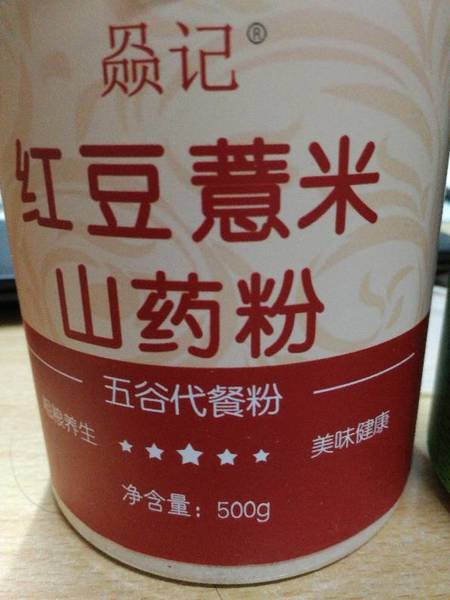 记®
红豆薏米
山药粉
五谷代餐粉
粗粮养生
美味健康
净含量：500g